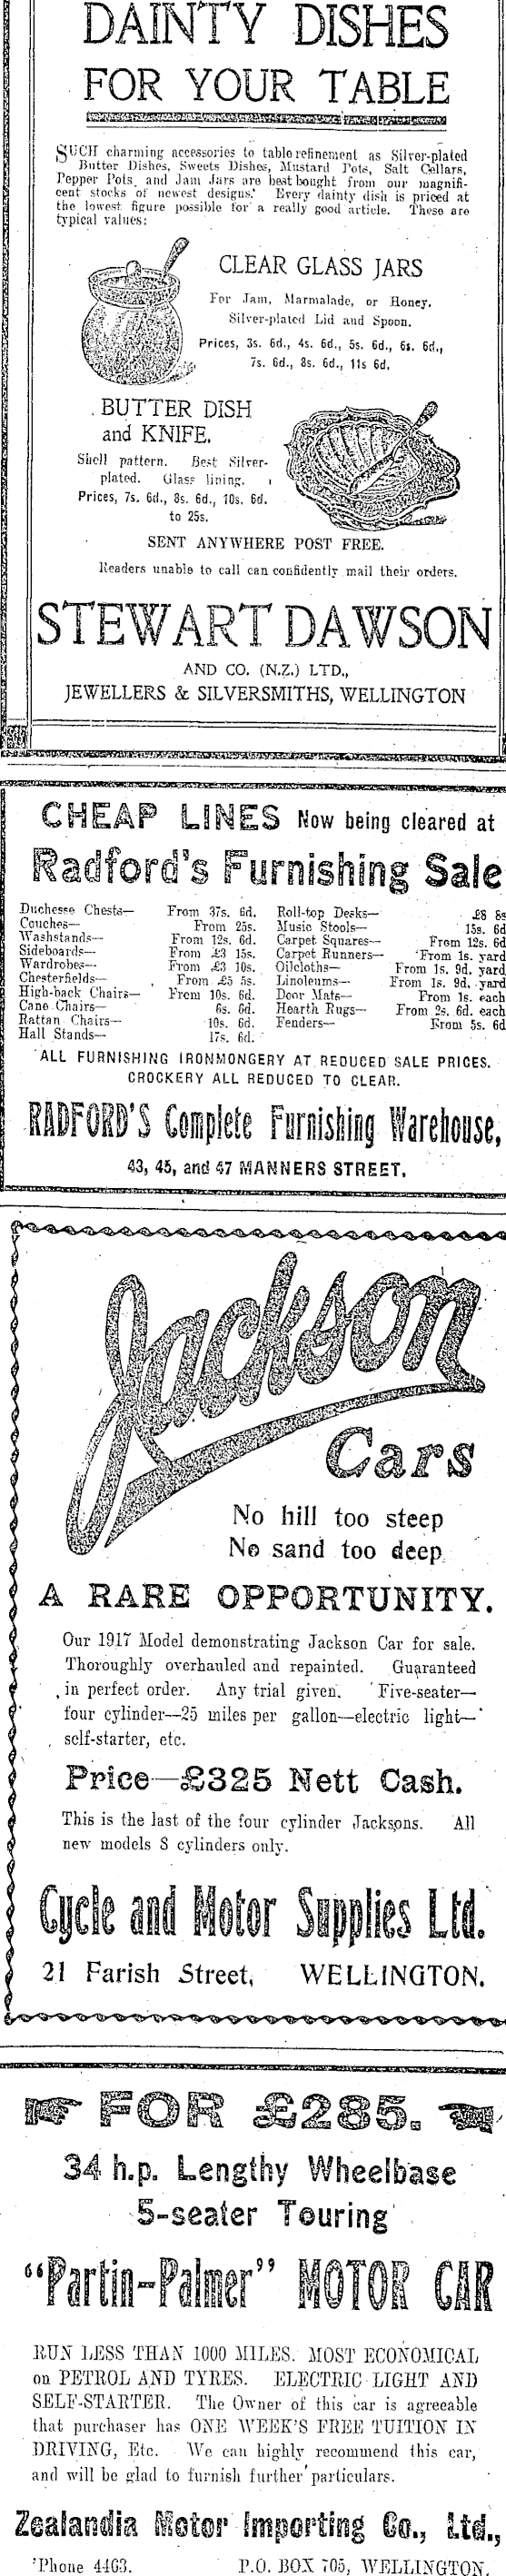 DAINTY DISHES
FOR YOUR TABLE
SUCH charming accessories to table refinement as Silver-plated
Butter Dishes, Sweets Dishes, Mustard Pots, Salt Cellars,
Pepper Pots, and Jam Jars are best bought from our magnifi-
cent stocks of newest designs. Every dainty dish is priced at
the lowest figure possible for a really good article. These are
typical values:
CLEAR GLASS JARS
For Jam, Marmalade, or Honey.
Silver-plated Lid and Spoon.
Prices, 3s. 6d., 4s. 6d., 5s. 6d., 6s. 6d.,
7s. 6d., 8s. 6d., 11s 6d.
BUTTER DISH
and KNIFE.
Shell pattern. Best Silver-
plated. Glass lining.
Prices, 7s. 6d., 8s. 6d., 10s. 6d.
to 25s.
SENT ANYWHERE POST FREE.
Readers unable to call can confidently mail their orders.
STEWART DAWSON
AND CO. (N.Z.) LTD.,
JEWELLERS & SILVERSMITHS, WELLINGTON
CHEAP LINES Now being cleared at
Radford's Furnishing Sale
Duchesse Chests— From 37s. 6d.
Couches— From 25s.
Washstands— From 12s. 6d.
Sideboards— From £3 15s.
Wardrobes— From £3 10s.
Chesterfields— From £5 5s.
High-back Chairs— From 10s. 6d.
Cane Chairs— 6s. 6d.
Rattan Chairs— 10s. 6d.
Hall Stands— 17s. 6d.
Roll-top Desks— £8 8s
Music Stools— 15s. 6d
Carpet Squares— From 12s. 6d
Carpet Runners— From 1s. yard
Oilcloths— From 1s. 9d. yard
Linoleums— From 1s. 9d. yard
Door Mats— From 1s. each
Hearth Rugs— From 2s. 6d. each
Fenders— From 5s. 6d
ALL FURNISHING IRONMONGERY AT REDUCED SALE PRICES.
CROCKERY ALL REDUCED TO CLEAR.
RADFORD'S Complete Furnishing Warehouse,
43, 45, and 47 MANNERS STREET.
Jackson
Cars
No hill too steep
No sand too deep
A RARE OPPORTUNITY.
Our 1917 Model demonstrating Jackson Car for sale.
Thoroughly overhauled and repainted. Guaranteed
in perfect order. Any trial given. Five-seater—
four cylinder—25 miles per gallon—electric light—
self-starter, etc.
Price—£325 Nett Cash.
This is the last of the four cylinder Jacksons. All
new models 8 cylinders only.
Cycle and Motor Supplies Ltd.
21 Farish Street, WELLINGTON.
FOR £285.
34 h.p. Lengthy Wheelbase
5-seater Touring
"Partin-Palmer" MOTOR CAR
RUN LESS THAN 1000 MILES. MOST ECONOMICAL
on PETROL AND TYRES. ELECTRIC LIGHT AND
SELF-STARTER. The Owner of this car is agreeable
that purchaser has ONE WEEK'S FREE TUITION IN
DRIVING, Etc. We can highly recommend this car,
and will be glad to furnish further particulars.
Zealandia Motor Importing Co., Ltd.,
'Phone 4463. P.O. BOX 705, WELLINGTON.